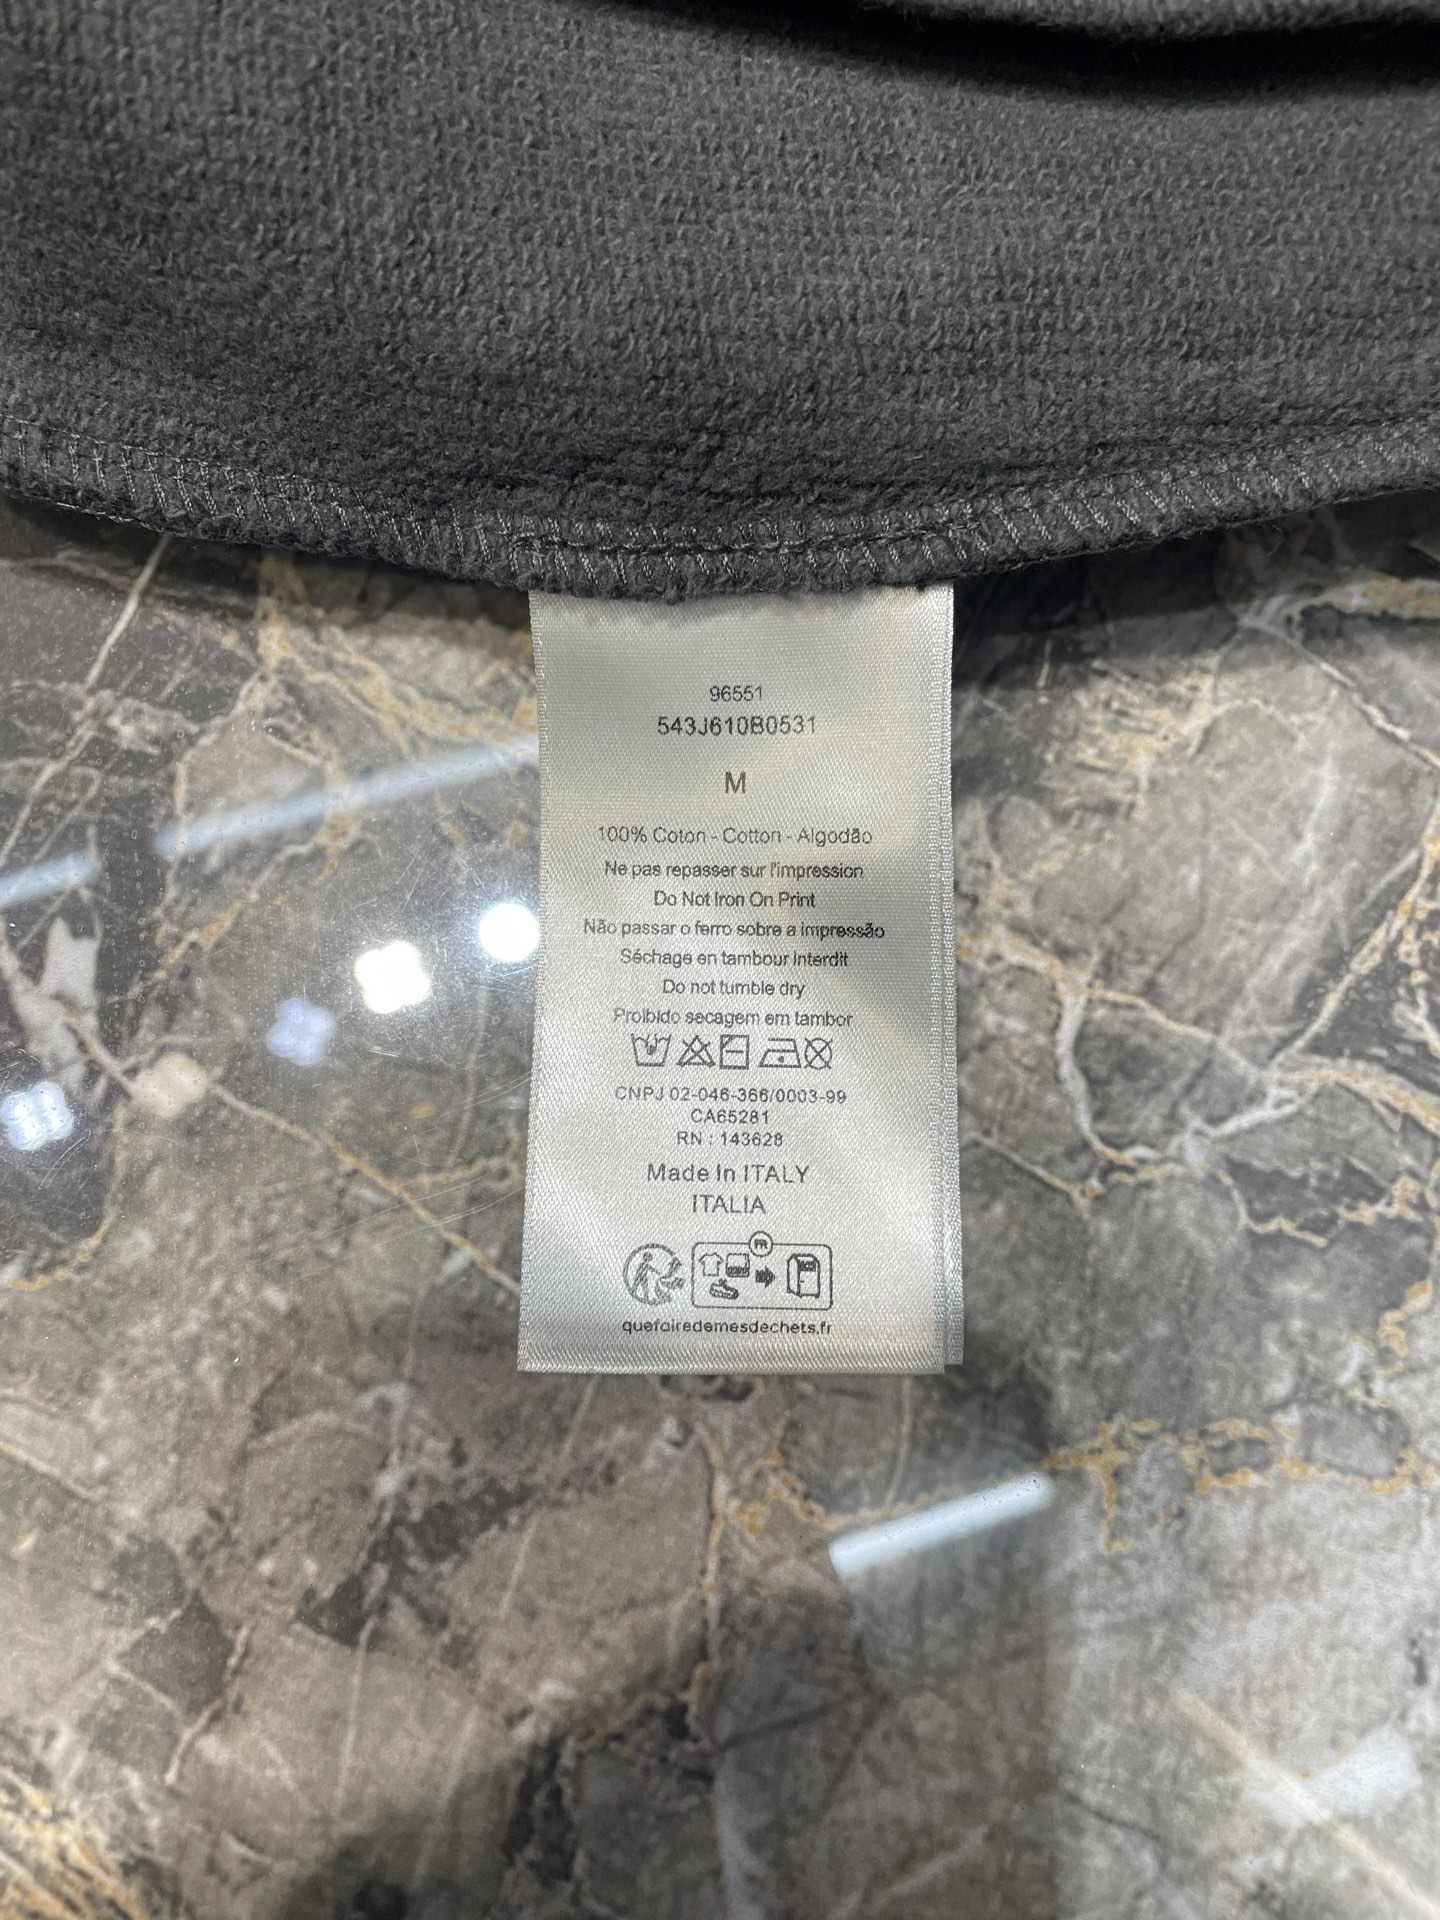 96551
543J610B0531
M
100% Coton - Cotton - Algodão
Ne pas repasser sur l'impression
Do Not Iron On Print
Não passar o ferro sobre a impressão
Séchage en tambour interdit
Do not tumble dry
Proibido secagem em tambor
CNPJ 02-046-366/0003-99
CA65281
RN : 143628
Made In ITALY
ITALIA
FR
quefairedemesdechets.fr